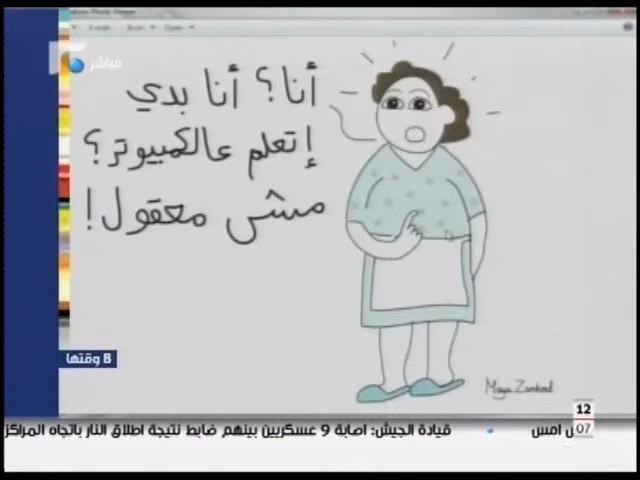 مباشر
أنا؟ أنا بدي
إتعلم عالكمبيوتر؟
مش معقول!
Maya Zankoul
B وقتها
12
07
امس
قيادة الجيش: اصابة 9 عسكريين بينهم ضابط نتيجة اطلاق النار باتجاه المراكز